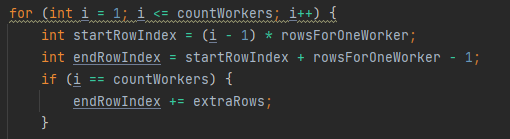 for (int i = 1; i <= countWorkers; i++) {
    int startRowIndex = (i - 1) * rowsForOneWorker;
    int endRowIndex = startRowIndex + rowsForOneWorker - 1;
    if (i == countWorkers) {
        endRowIndex += extraRows;
    }